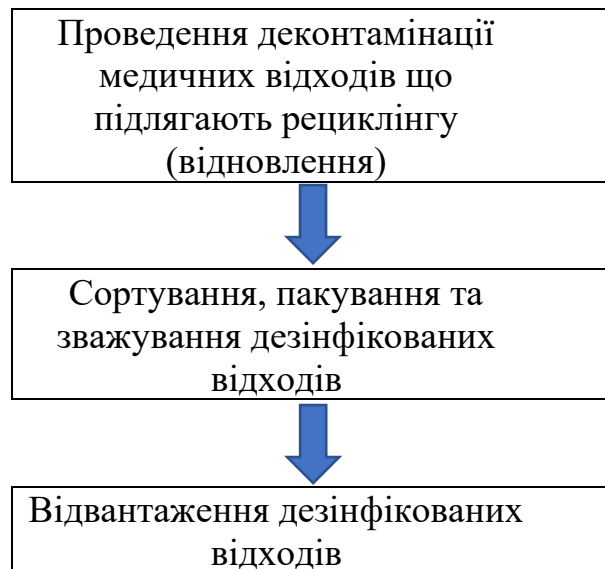 Проведення деконтамінації
медичних відходів що
підлягають рециклінгу
(відновлення)
Сортування, пакування та
зважування дезінфікованих
відходів
Відвантаження дезінфікованих
відходів